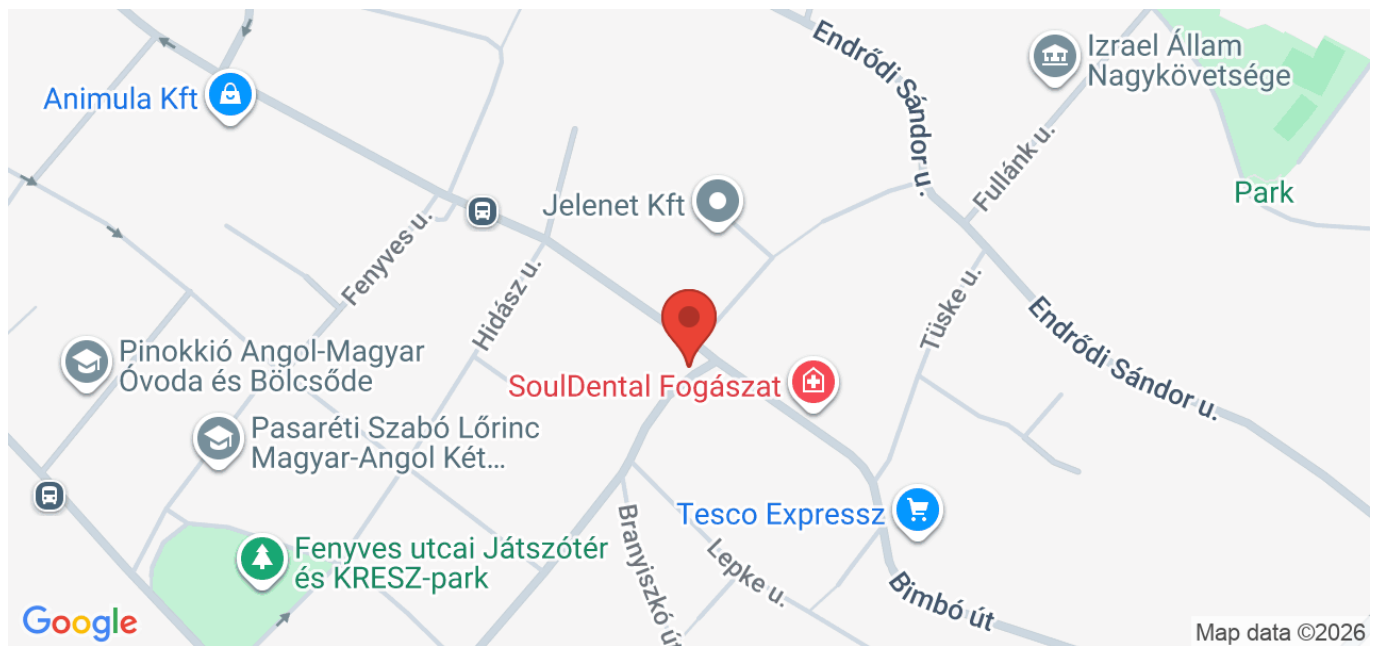 Endrődi Sándor u.
Izrael Állam
Nagykövetsége
Animula Kft
Fullánk u.
Park
Jelenet Kft
Fenyves u.
Hidász u.
Tüske u.
Endrődi Sándor u.
Pinokkió Angol-Magyar
Óvoda és Bölcsőde
SoulDental Fogászat
Pasaréti Szabó Lőrinc
Magyar-Angol Két...
Tesco Expressz
Branyiszkó út
Lepke u.
Fenyves utcai Játszótér
és KRESZ-park
Bimbó út
Google
Map data ©2026